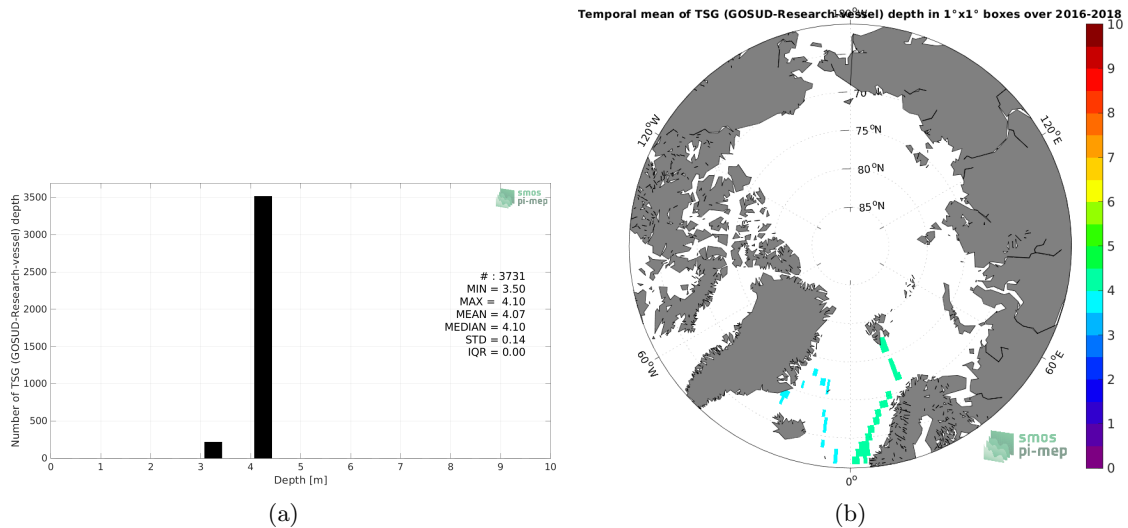 Temporal mean of TSG (GOSUD-Research-vessel) depth in 1°x1° boxes over 2016-2018
Number of TSG (GOSUD-Research-vessel) depth
3500
3000
2500
2000
1500
1000
500
0
0 1 2 3 4 5 6 7 8 9 10
Depth [m]
smos
pi-mep
# : 3731
MIN = 3.50
MAX = 4.10
MEAN = 4.07
MEDIAN = 4.10
STD = 0.14
IQR = 0.00
(a)
180°W
120°W
120°E
60°W
60°E
0°
70
75°N
80°N
85°N
smos
pi-mep
10
9
8
7
6
5
4
3
2
1
0
(b)